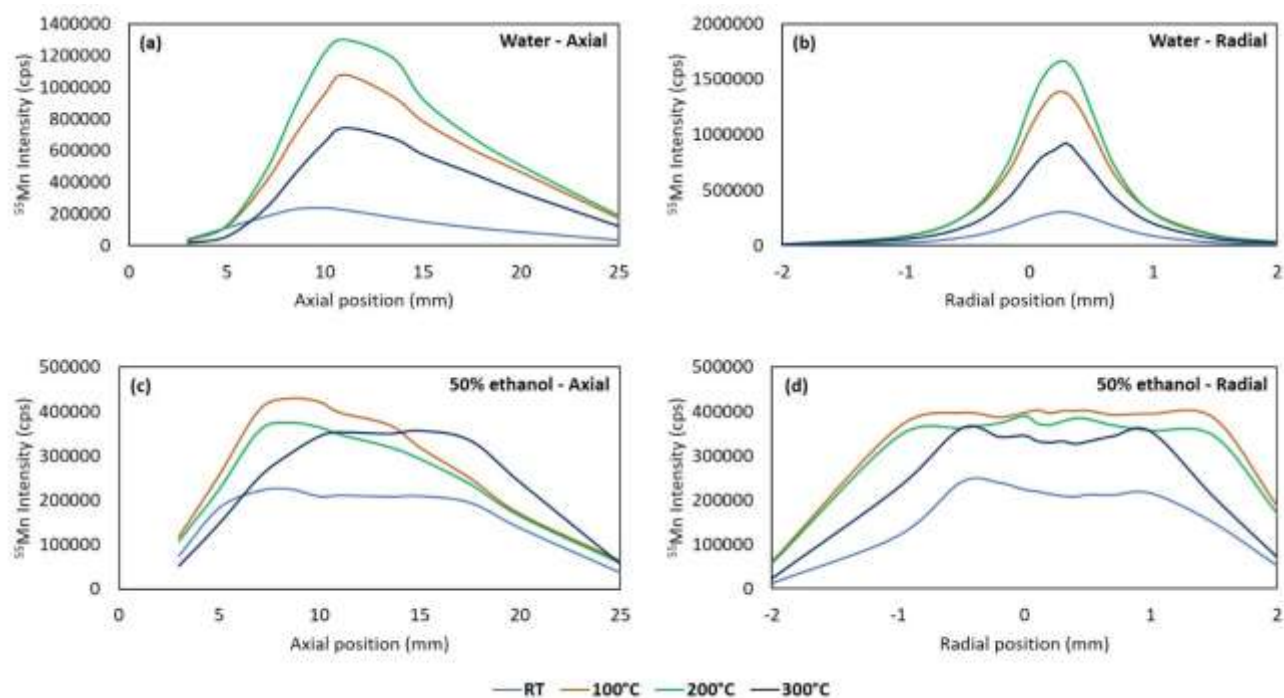 (a) Water - Axial
⁵⁵Mn Intensity (cps)
1400000
1200000
1000000
800000
600000
400000
200000
0
0 5 10 15 20 25
Axial position (mm)
(b) Water - Radial
⁵⁵Mn Intensity (cps)
2000000
1500000
1000000
500000
0
-2 -1 0 1 2
Radial position (mm)
(c) 50% ethanol - Axial
⁵⁵Mn Intensity (cps)
500000
400000
300000
200000
100000
0
0 5 10 15 20 25
Axial position (mm)
(d) 50% ethanol - Radial
⁵⁵Mn Intensity (cps)
500000
400000
300000
200000
100000
0
-2 -1 0 1 2
Radial position (mm)
RT 100°C 200°C 300°C